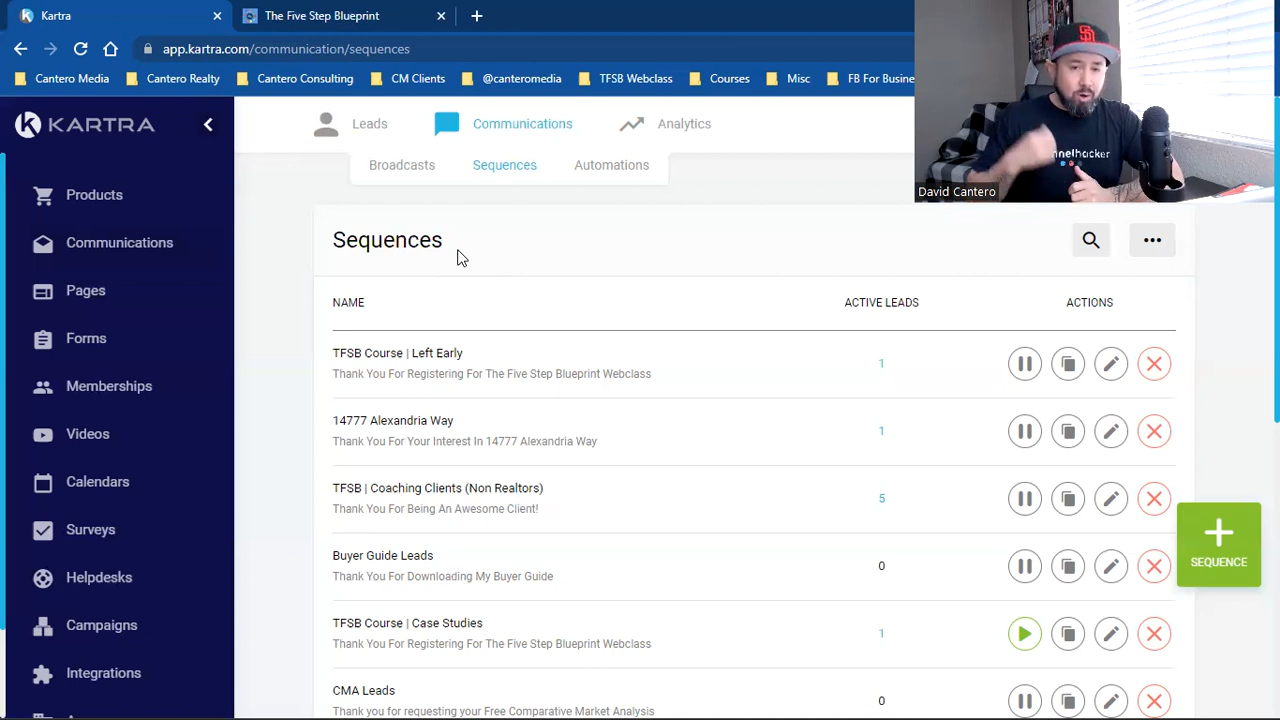 Kartra
The Five Step Blueprint
app.kartra.com/communication/sequences
Cantero Media
Cantero Realty
Cantero Consulting
CM Clients
@canteromedia
TFSB Webclass
Courses
Misc
FB For Busine
KARTRA
Leads
Communications
Analytics
Broadcasts
Sequences
Automations
David Cantero
Products
Communications
Pages
Forms
Memberships
Videos
Calendars
Surveys
Helpdesks
Campaigns
Integrations
Sequences
NAME
ACTIVE LEADS
ACTIONS
TFSB Course | Left Early
Thank You For Registering For The Five Step Blueprint Webclass
1
14777 Alexandria Way
Thank You For Your Interest In 14777 Alexandria Way
1
TFSB | Coaching Clients (Non Realtors)
Thank You For Being An Awesome Client!
5
Buyer Guide Leads
Thank You For Downloading My Buyer Guide
0
TFSB Course | Case Studies
Thank You For Registering For The Five Step Blueprint Webclass
1
CMA Leads
Thank You for requesting your Free Comparative Market Analysis
0
SEQUENCE